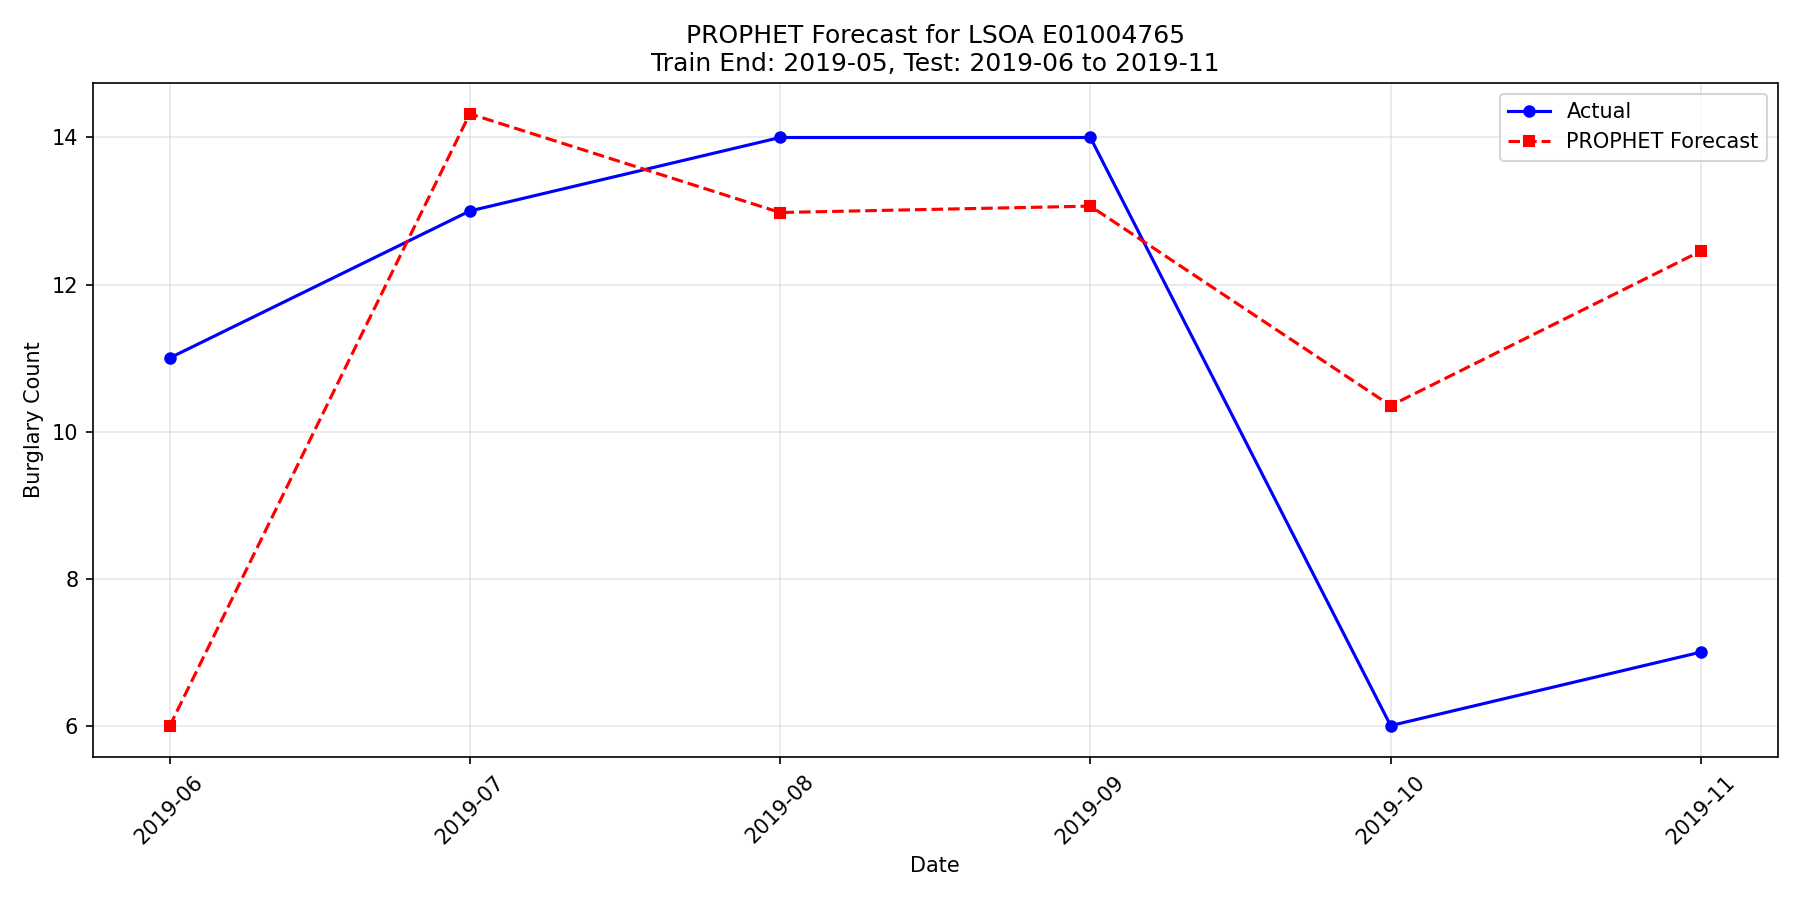 PROPHET Forecast for LSOA E01004765
Train End: 2019-05, Test: 2019-06 to 2019-11
Actual
PROPHET Forecast
Burglary Count
14
12
10
8
6
2019-06
2019-07
2019-08
2019-09
2019-10
2019-11
Date